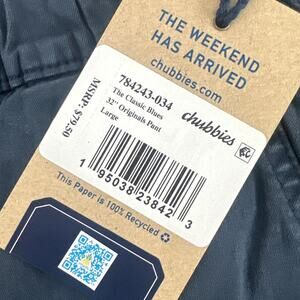 THE WEEKEND
HAS ARRIVED
chubbies.com
784243-034
The Classic Blues
32" Originals Pant
Large
MSRP: $79.50
chubbies
1 95038 23842 3
This Paper is 100% Recycled